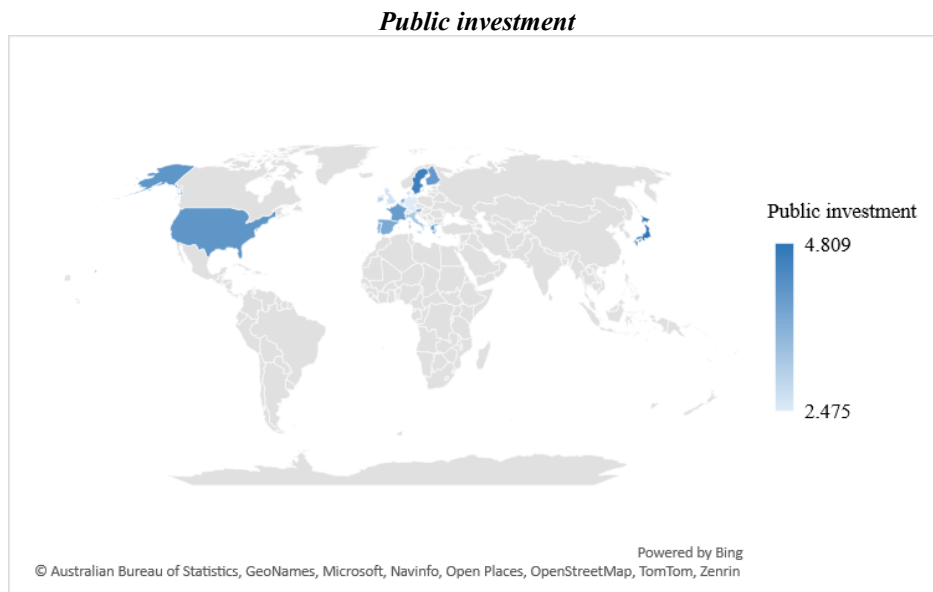 Public investment
Public investment
4.809
2.475
Powered by Bing
© Australian Bureau of Statistics, GeoNames, Microsoft, Navinfo, Open Places, OpenStreetMap, TomTom, Zenrin